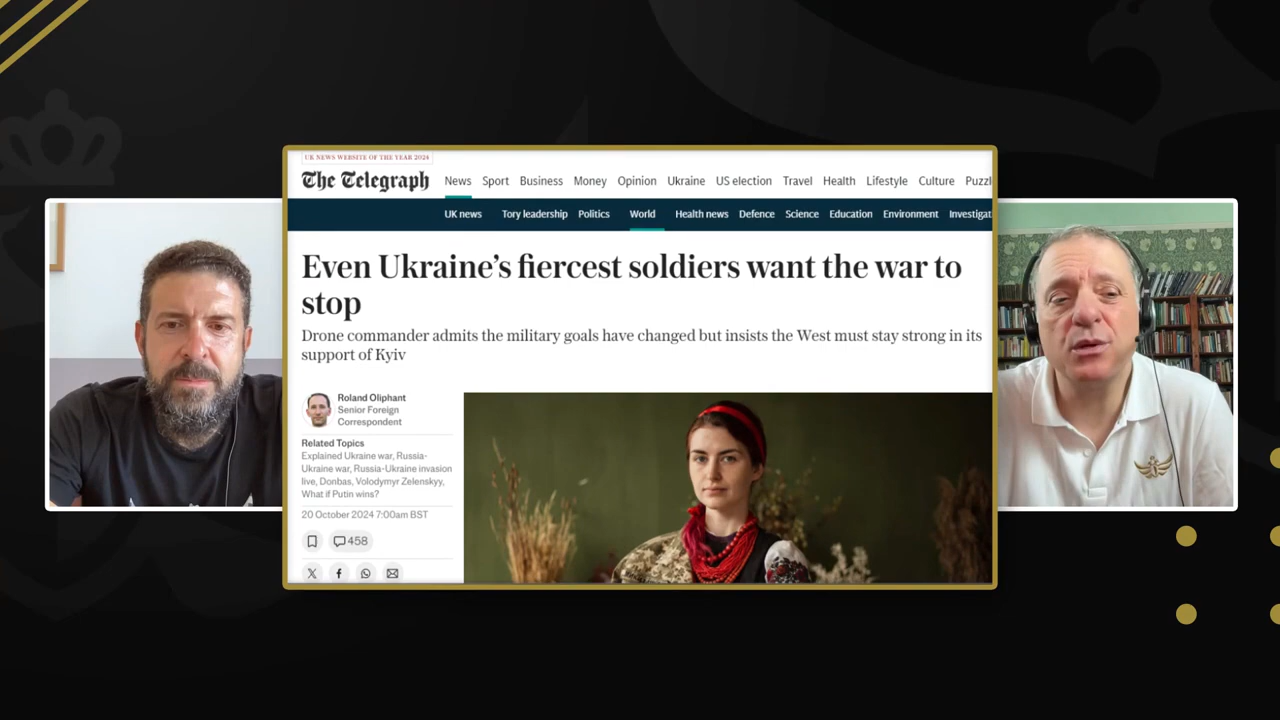 UK NEWS WEBSITE OF THE YEAR 2024
The Telegraph
News Sport Business Money Opinion Ukraine US election Travel Health Lifestyle Culture
UK news Tory leadership Politics World Health news Defence Science Education Environment
Even Ukraine's fiercest soldiers want the war to
stop
Drone commander admits the military goals have changed but insists the West must stay strong in its
support of Kyiv
Roland Oliphant
Senior Foreign
Correspondent
Related Topics
Explained Ukraine war, Russia-
Ukraine war, Russia-Ukraine invasion
live, Donbas, Volodymyr Zelenskyy,
What if Putin wins?
20 October 2024 7:00am BST
458